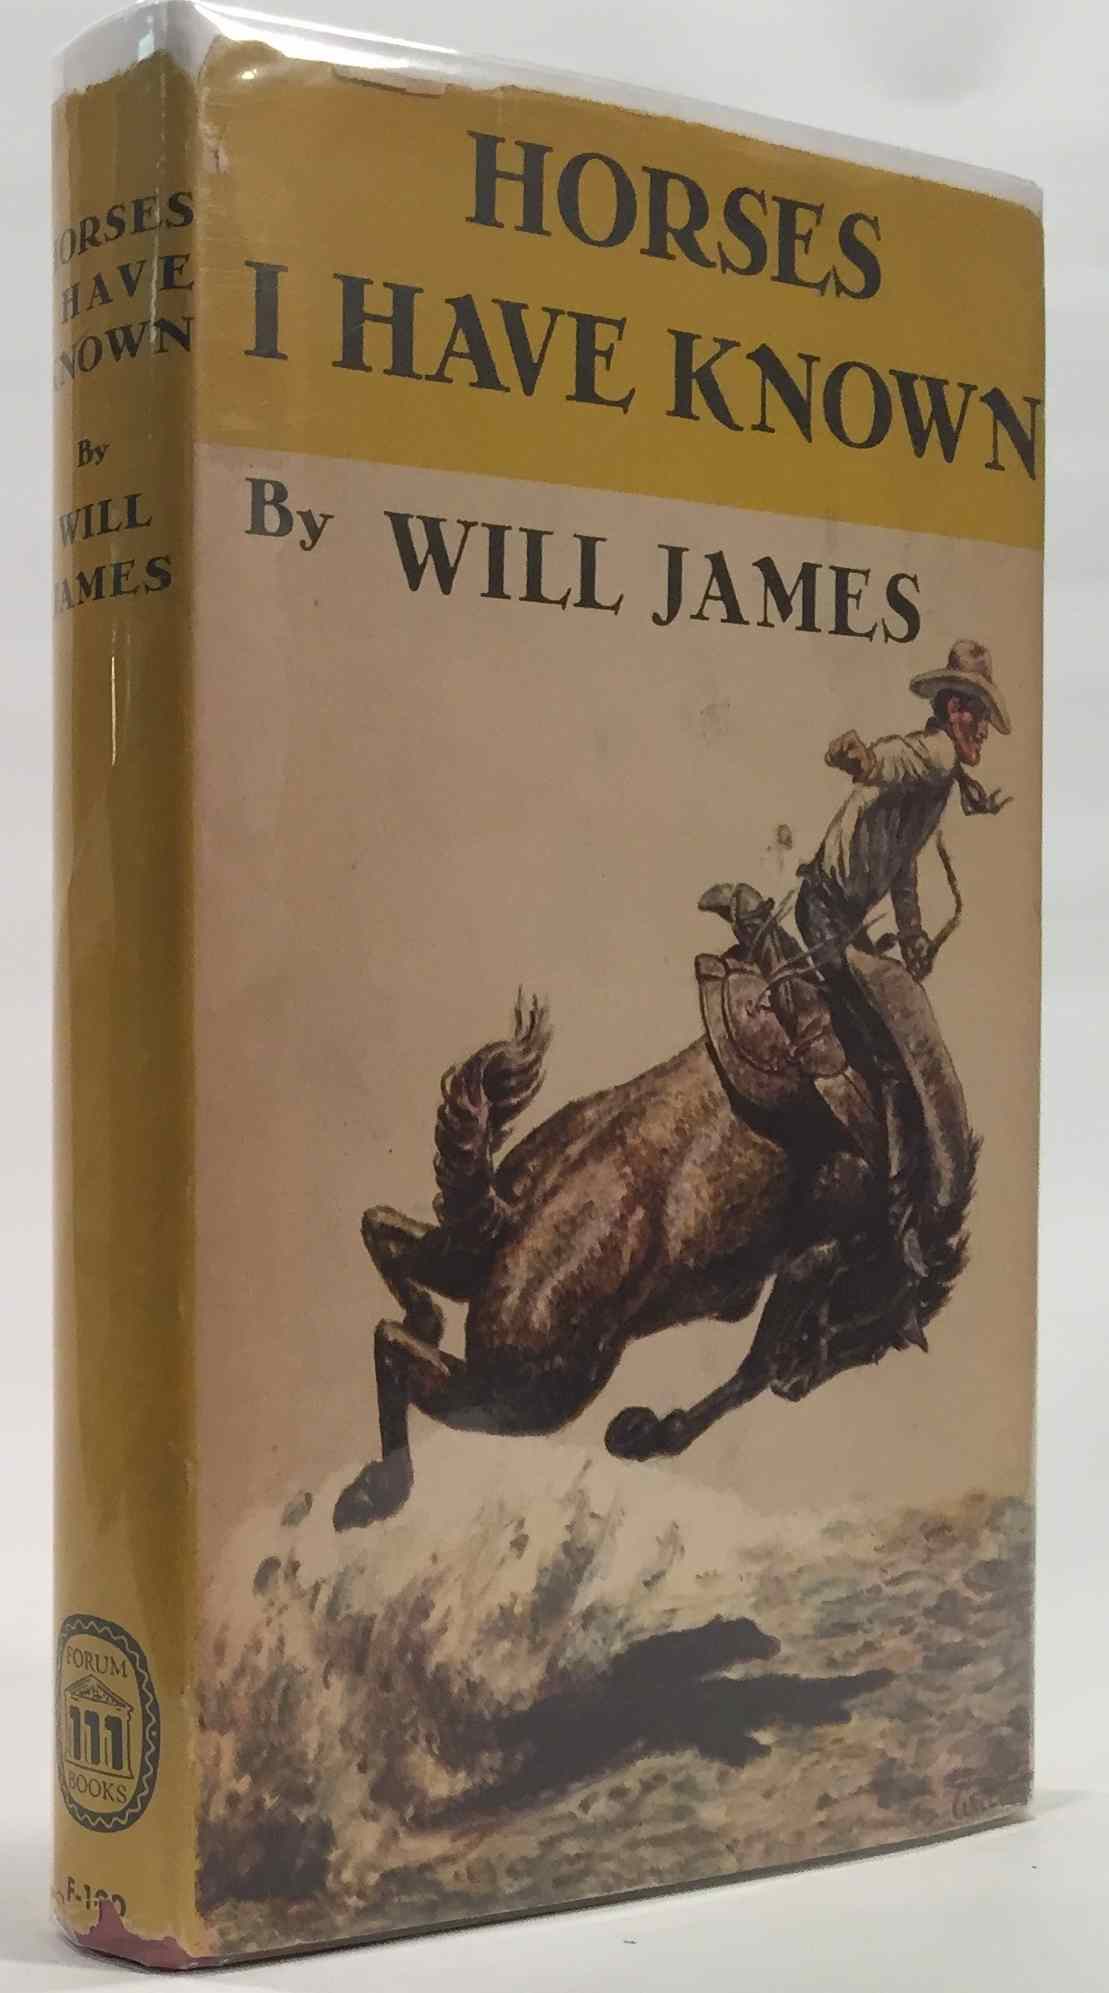 HORSES
I HAVE KNOWN
By WILL JAMES
HORSES
I HAVE
KNOWN
By
WILL
JAMES
FORUM
BOOKS